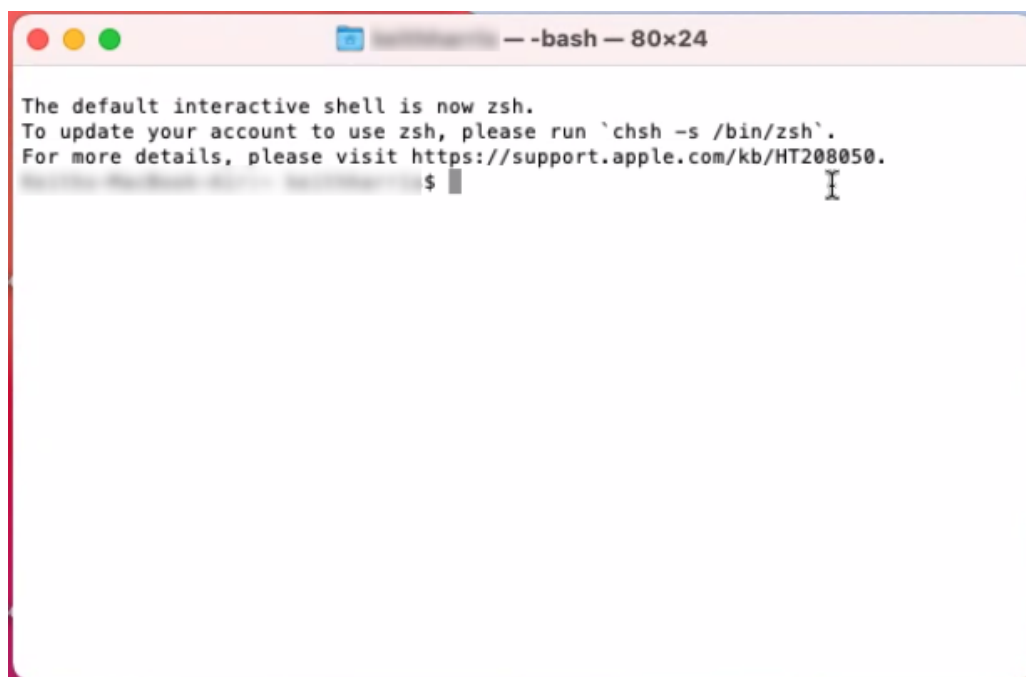 — -bash — 80×24
The default interactive shell is now zsh.
To update your account to use zsh, please run `chsh -s /bin/zsh`.
For more details, please visit https://support.apple.com/kb/HT208050.
$